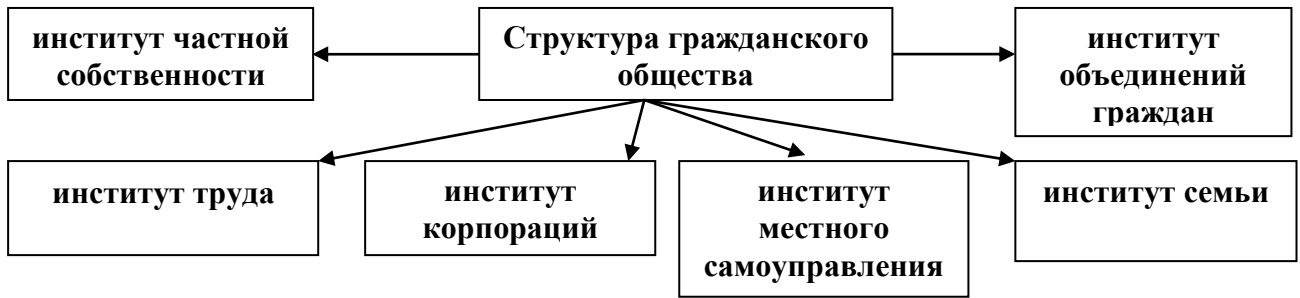 институт частной
собственности
Структура гражданского
общества
институт
объединений
граждан
институт труда
институт
корпораций
институт
местного
самоуправления
институт семьи